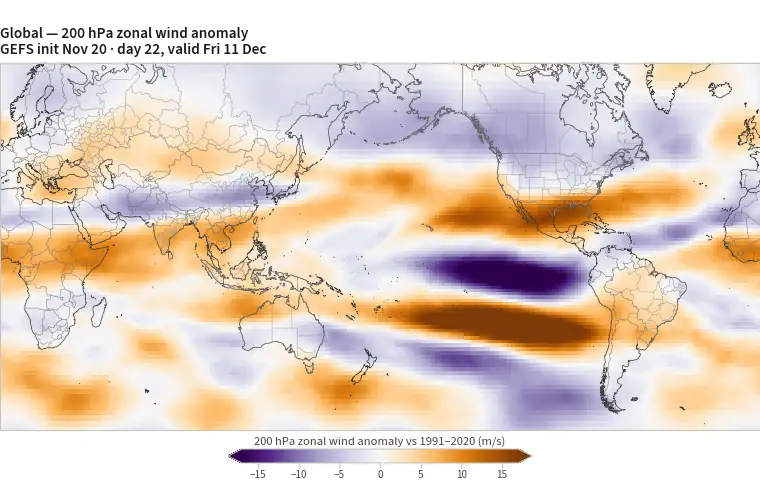 Global — 200 hPa zonal wind anomaly
GEFS init Nov 20 · day 22, valid Fri 11 Dec
200 hPa zonal wind anomaly vs 1991–2020 (m/s)
−15 −10 −5 0 5 10 15